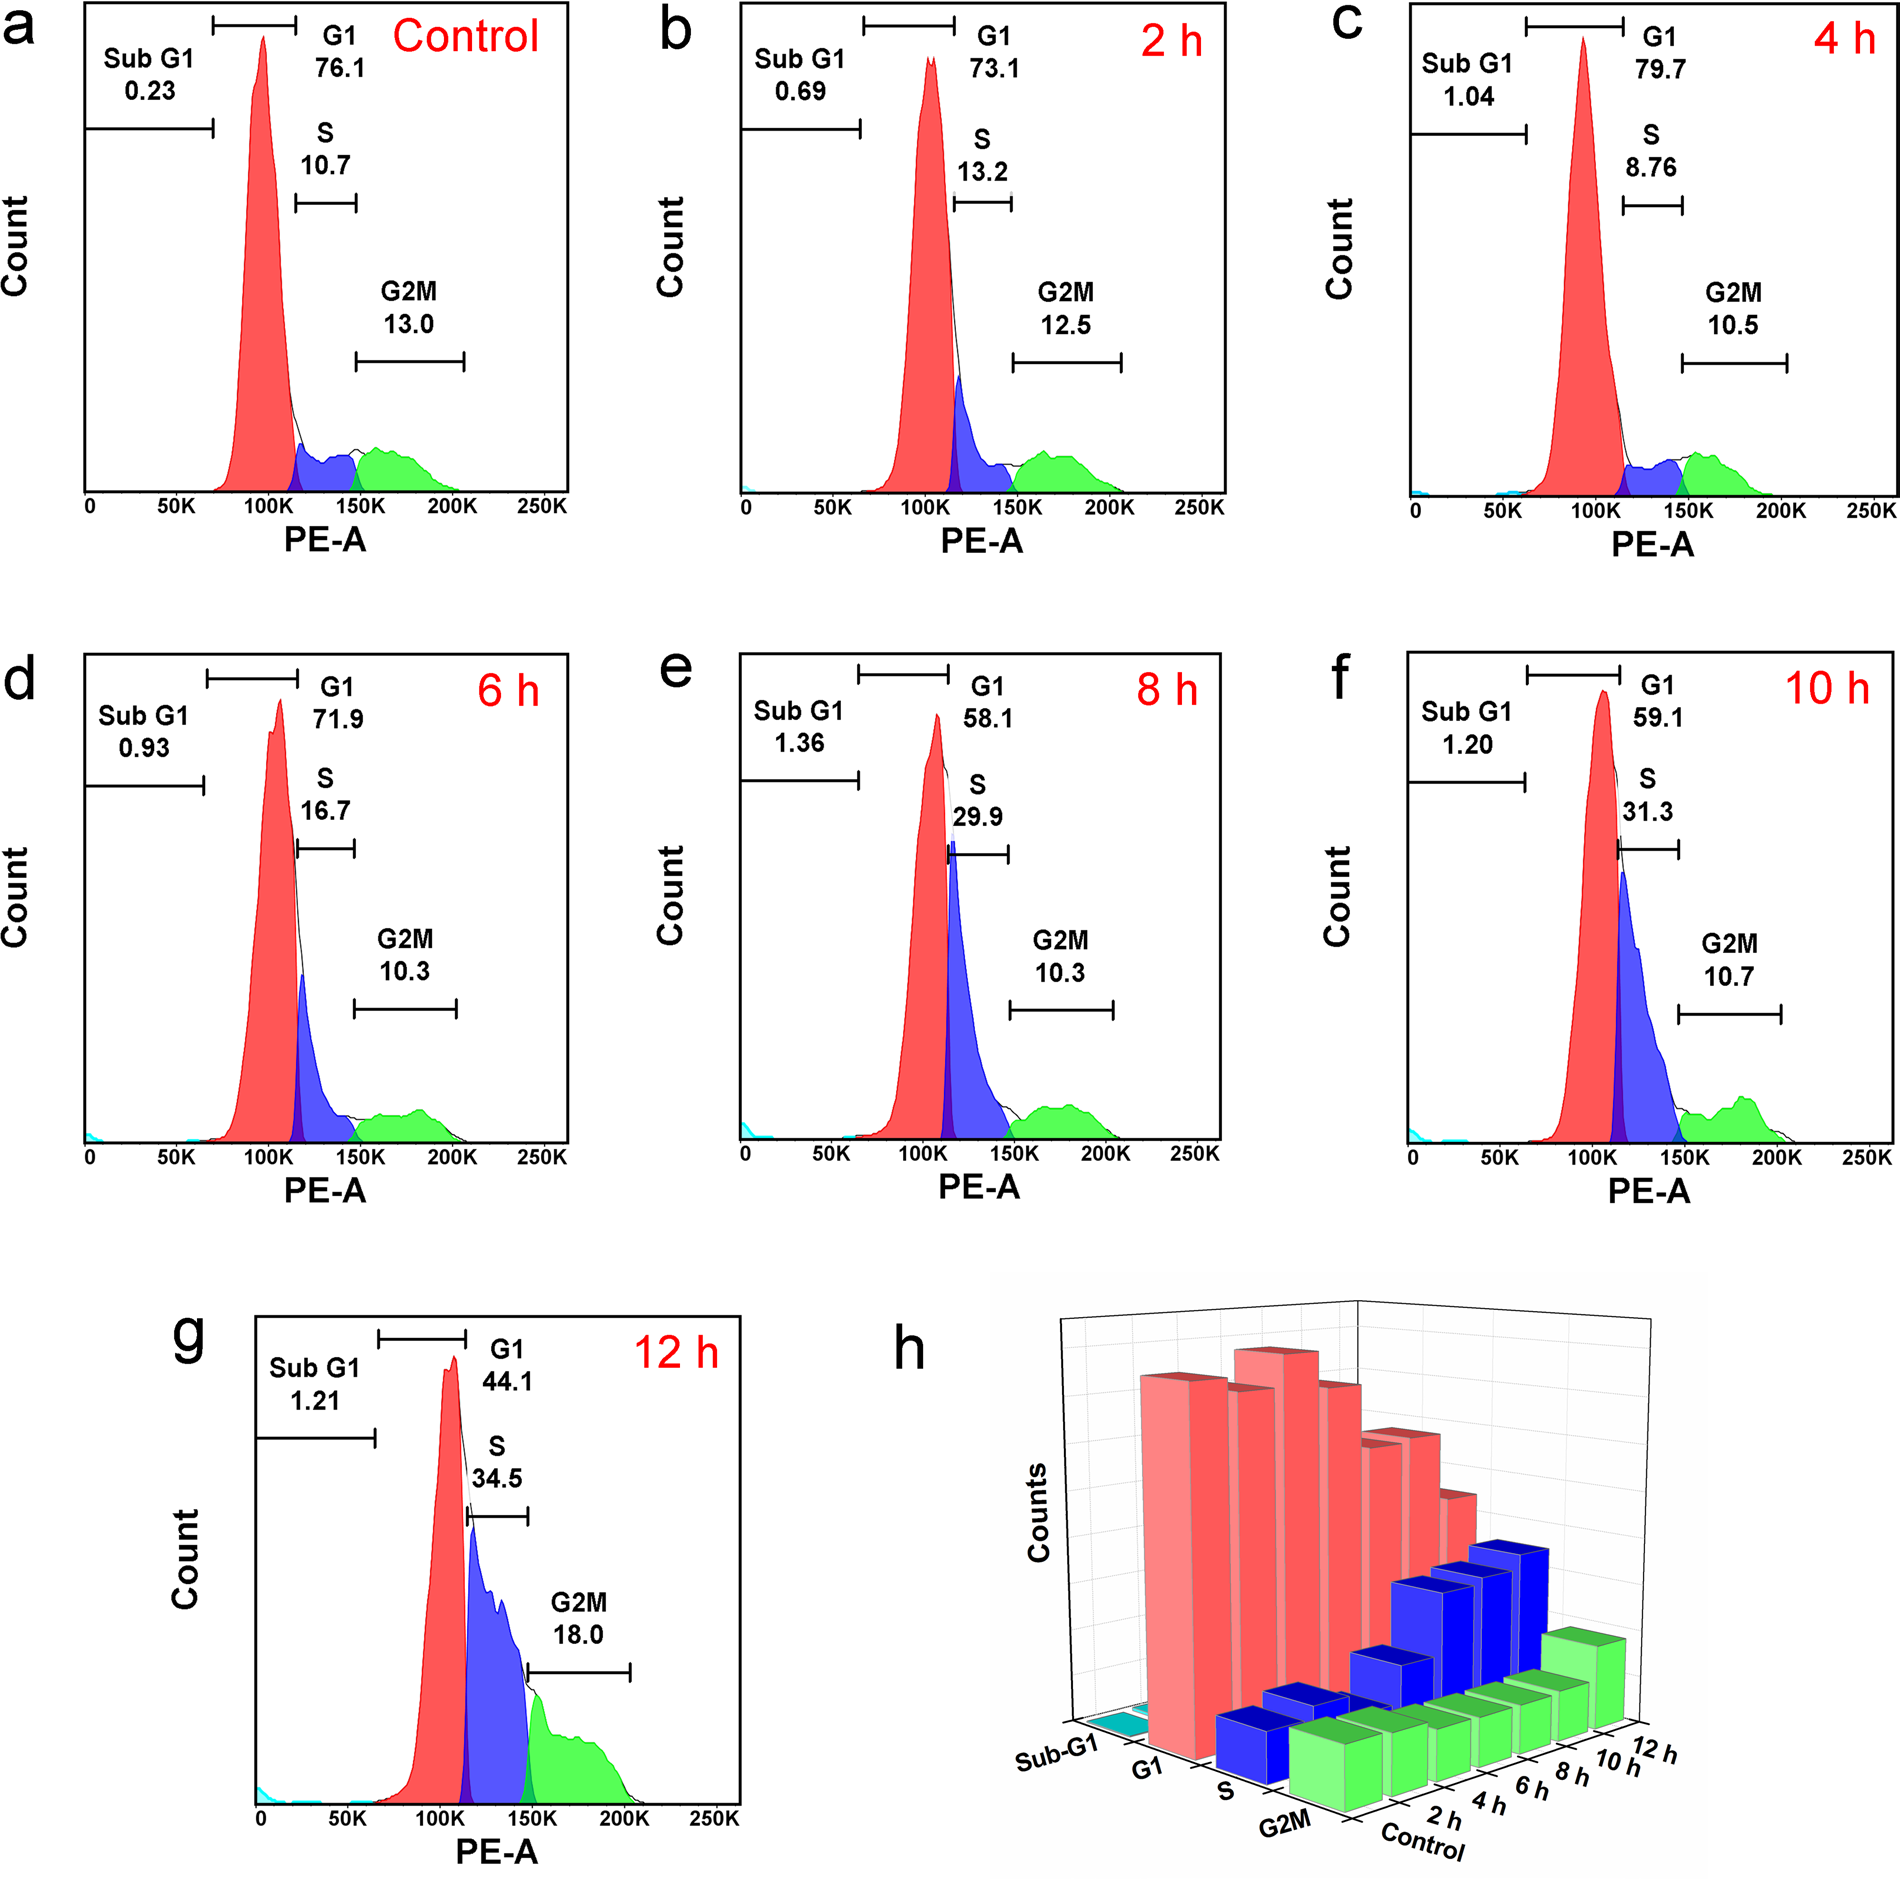 a
Control
Sub G1
0.23
G1
76.1
S
10.7
G2M
13.0
Count
0 50K 100K 150K 200K 250K
PE-A
b
2 h
Sub G1
0.69
G1
73.1
S
13.2
G2M
12.5
Count
0 50K 100K 150K 200K 250K
PE-A
c
4 h
Sub G1
1.04
G1
79.7
S
8.76
G2M
10.5
Count
0 50K 100K 150K 200K 250K
PE-A
d
6 h
Sub G1
0.93
G1
71.9
S
16.7
G2M
10.3
Count
0 50K 100K 150K 200K 250K
PE-A
e
8 h
Sub G1
1.36
G1
58.1
S
29.9
G2M
10.3
Count
0 50K 100K 150K 200K 250K
PE-A
f
10 h
Sub G1
1.20
G1
59.1
S
31.3
G2M
10.7
Count
0 50K 100K 150K 200K 250K
PE-A
g
12 h
Sub G1
1.21
G1
44.1
S
34.5
G2M
18.0
Count
0 50K 100K 150K 200K 250K
PE-A
h
Counts
Sub-G1
G1
S
G2M
Control
2 h
4 h
6 h
8 h
10 h
12 h